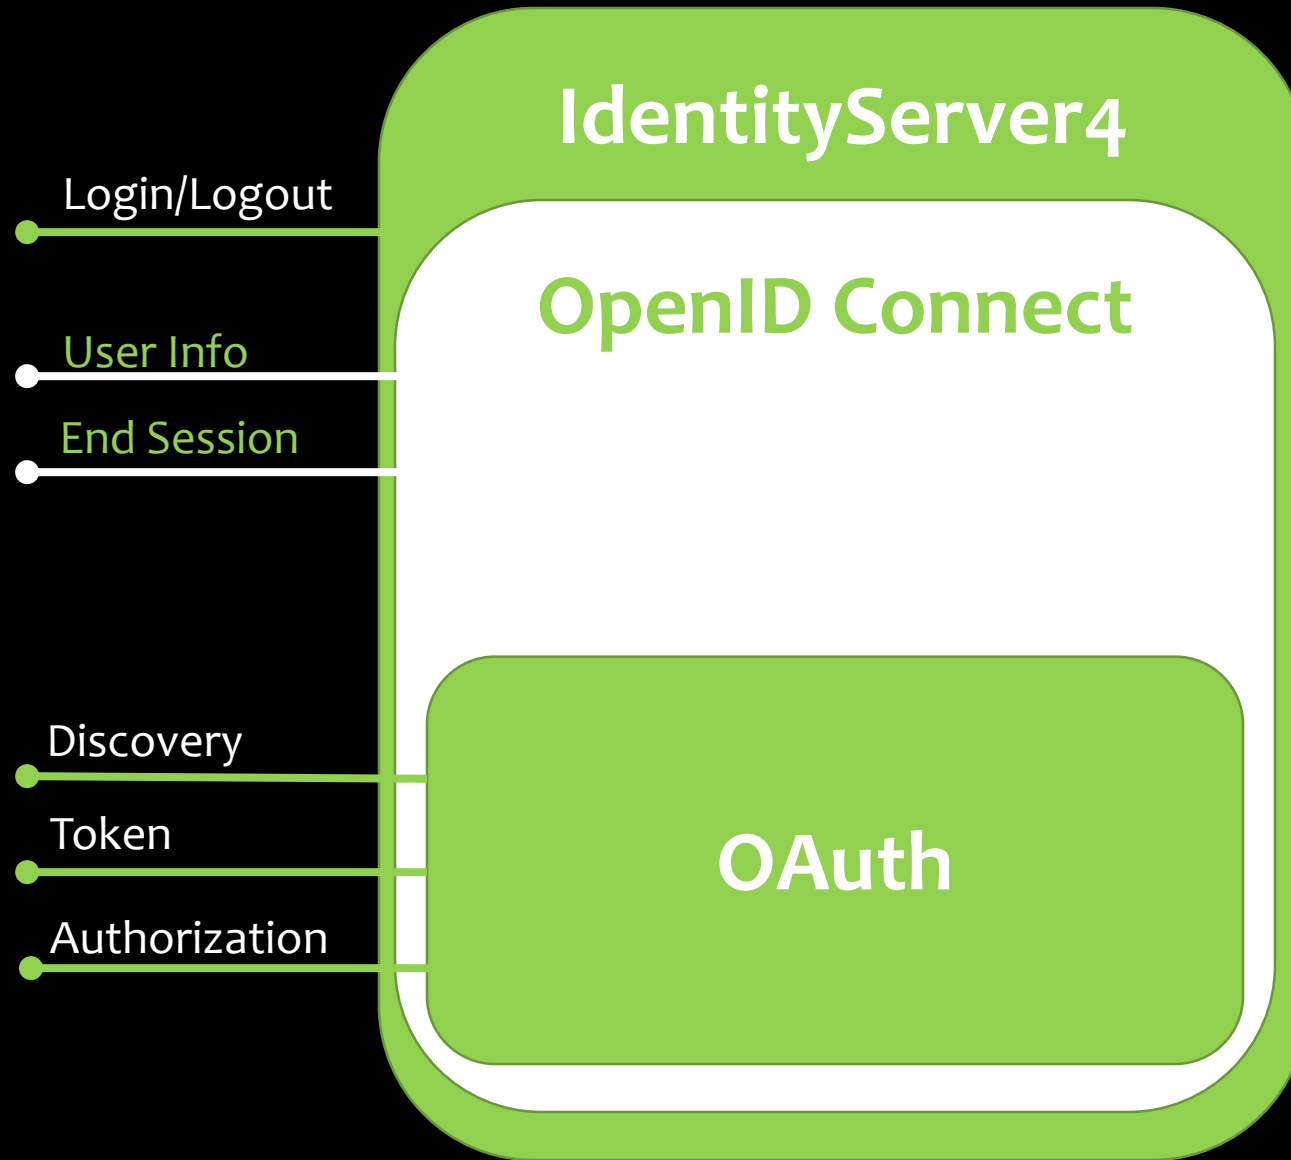 IdentityServer4
Login/Logout
OpenID Connect
User Info
End Session
Discovery
Token
OAuth
Authorization